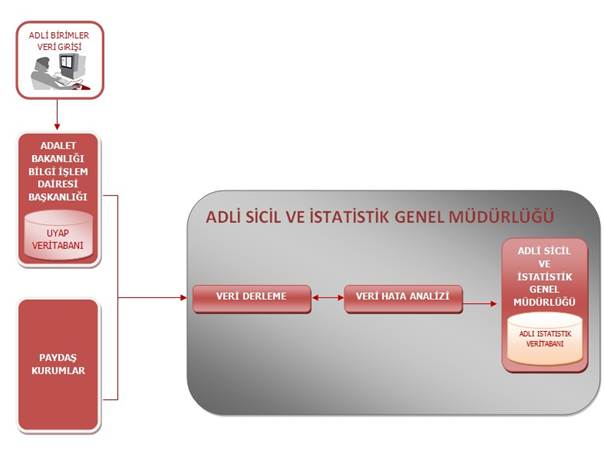 ADLİ BİRİMLER
VERİ GİRİŞİ
ADALET
BAKANLIĞI
BİLGİ İŞLEM
DAİRESİ
BAŞKANLIĞI
UYAP
VERİTABANI
PAYDAŞ
KURUMLAR
ADLİ SİCİL VE İSTATİSTİK GENEL MÜDÜRLÜĞÜ
VERİ DERLEME
VERİ HATA ANALİZİ
ADLİ SİCİL
VE
İSTATİSTİK
GENEL
MÜDÜRLÜĞÜ
ADLI ISTATISTIK
VERİTABANI